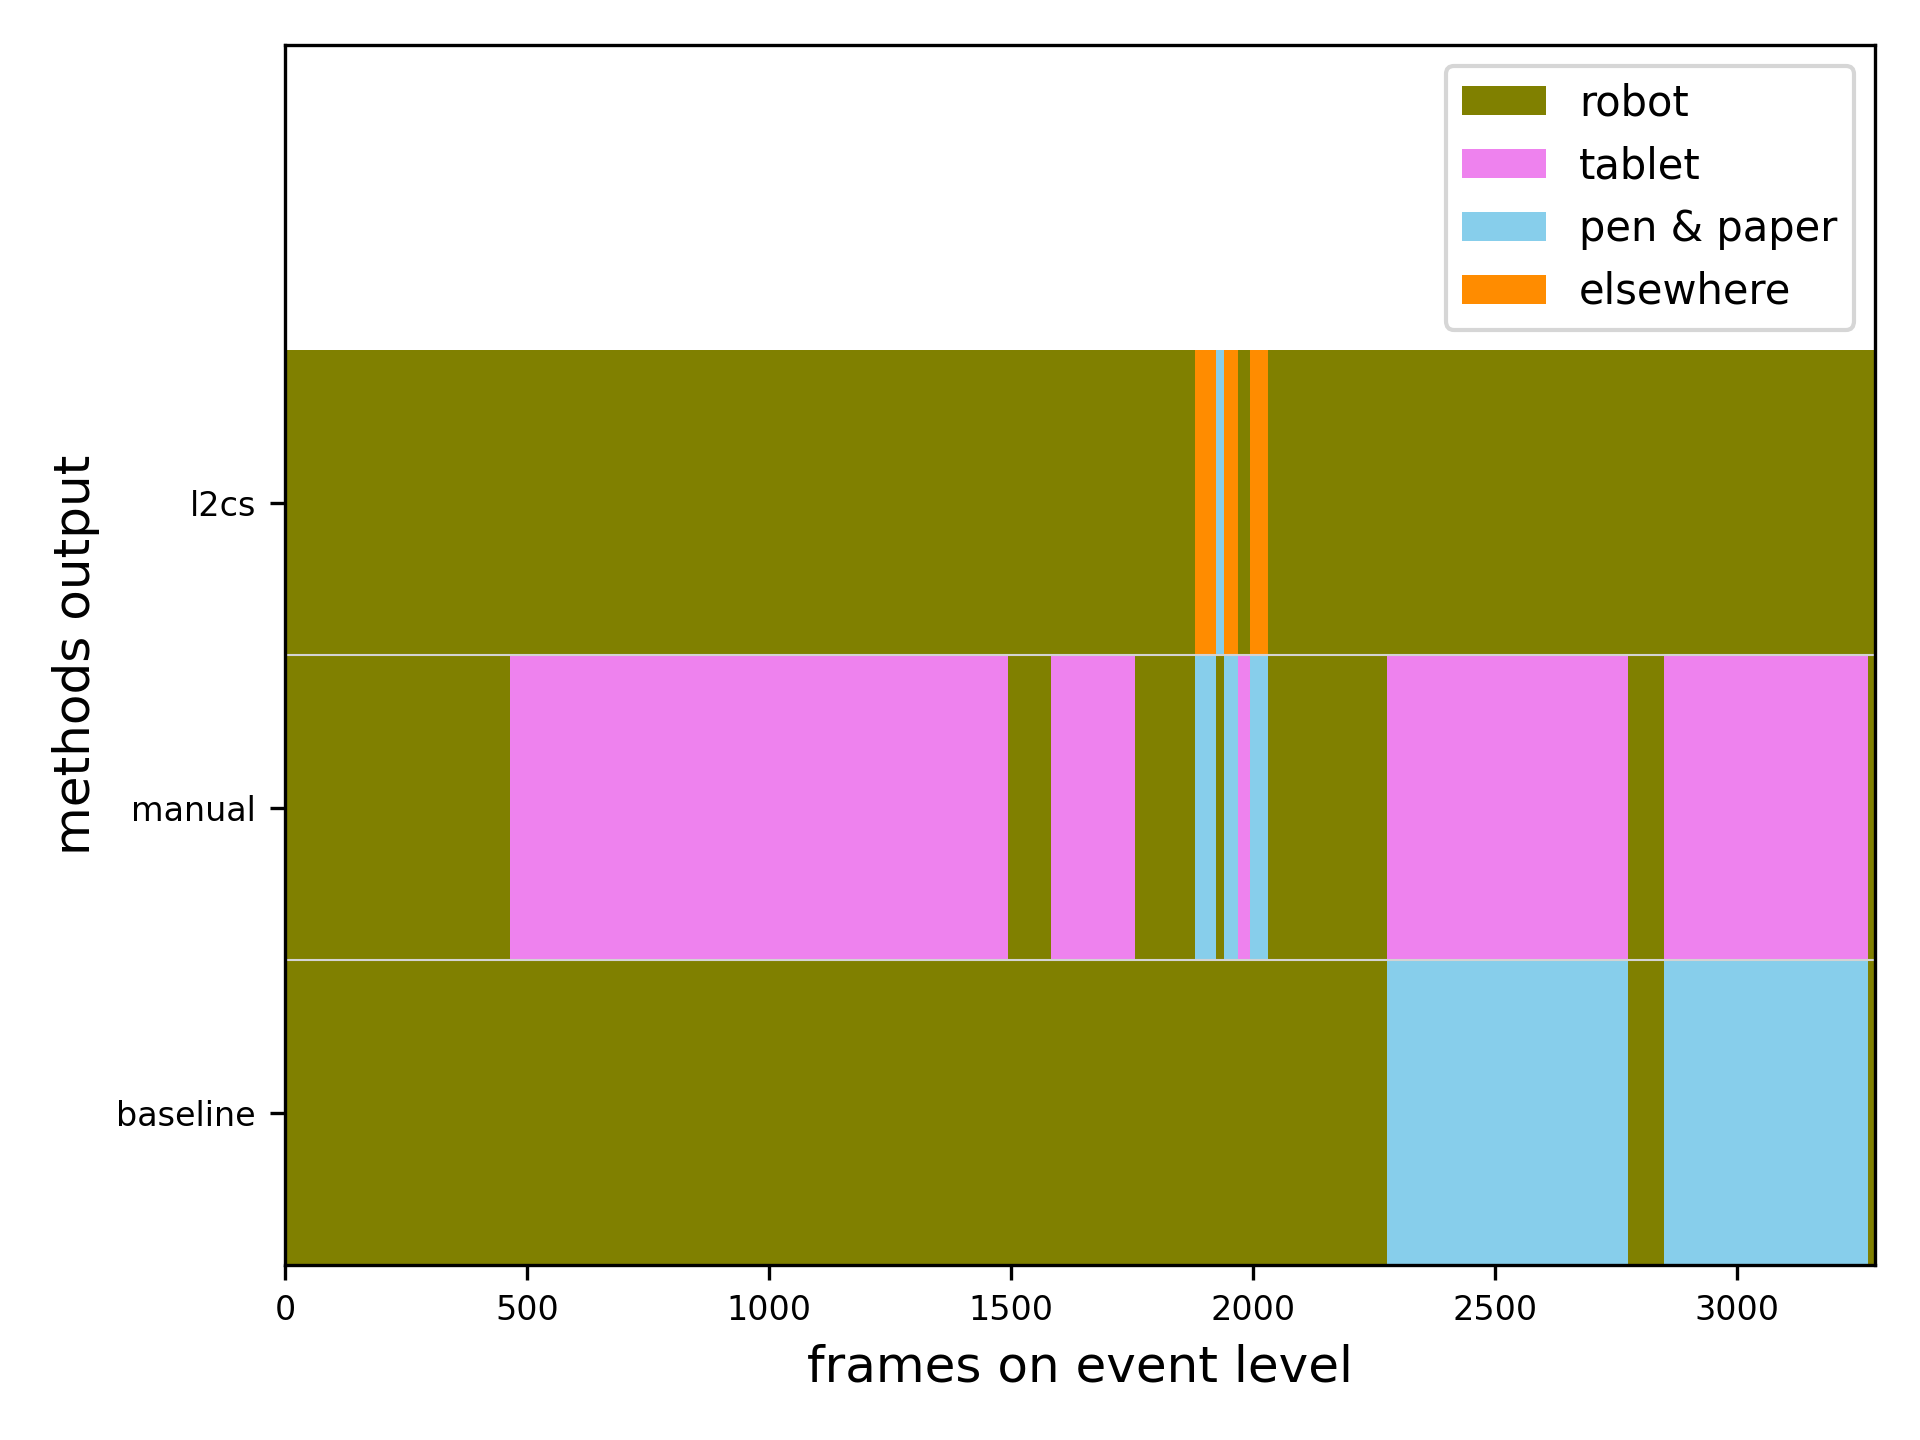 robot
tablet
pen & paper
elsewhere
methods output
l2cs
manual
baseline
0 500 1000 1500 2000 2500 3000
frames on event level